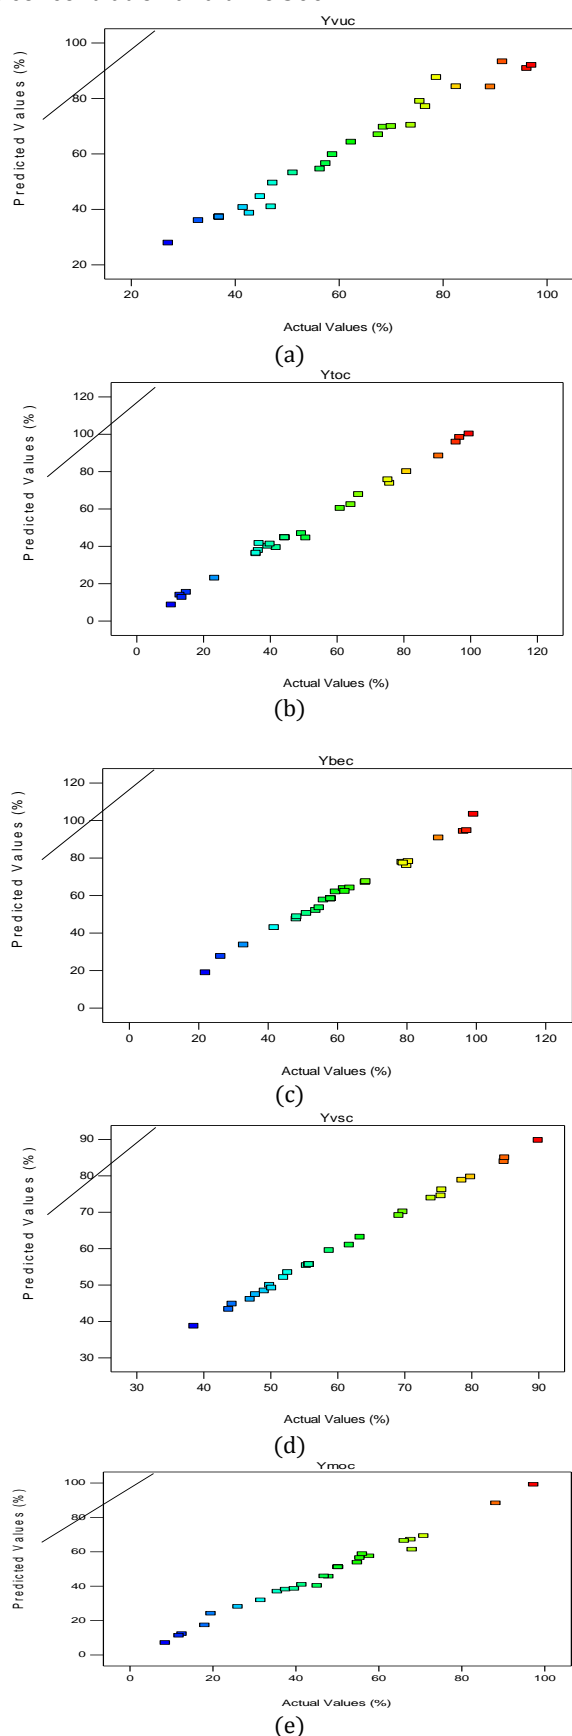 Yvuc
Predicted Values (%)
100
80
60
40
20
20 40 60 80 100
Actual Values (%)
(a)
Ytoc
Predicted Values (%)
120
100
80
60
40
20
0
0 20 40 60 80 100 120
Actual Values (%)
(b)
Ybec
Predicted Values (%)
120
100
80
60
40
20
0
0 20 40 60 80 100 120
Actual Values (%)
(c)
Yvsc
Predicted Values (%)
90
80
70
60
50
40
30
30 40 50 60 70 80 90
Actual Values (%)
(d)
Ymoc
Predicted Values (%)
100
80
60
40
20
0
0 20 40 60 80 100
Actual Values (%)
(e)